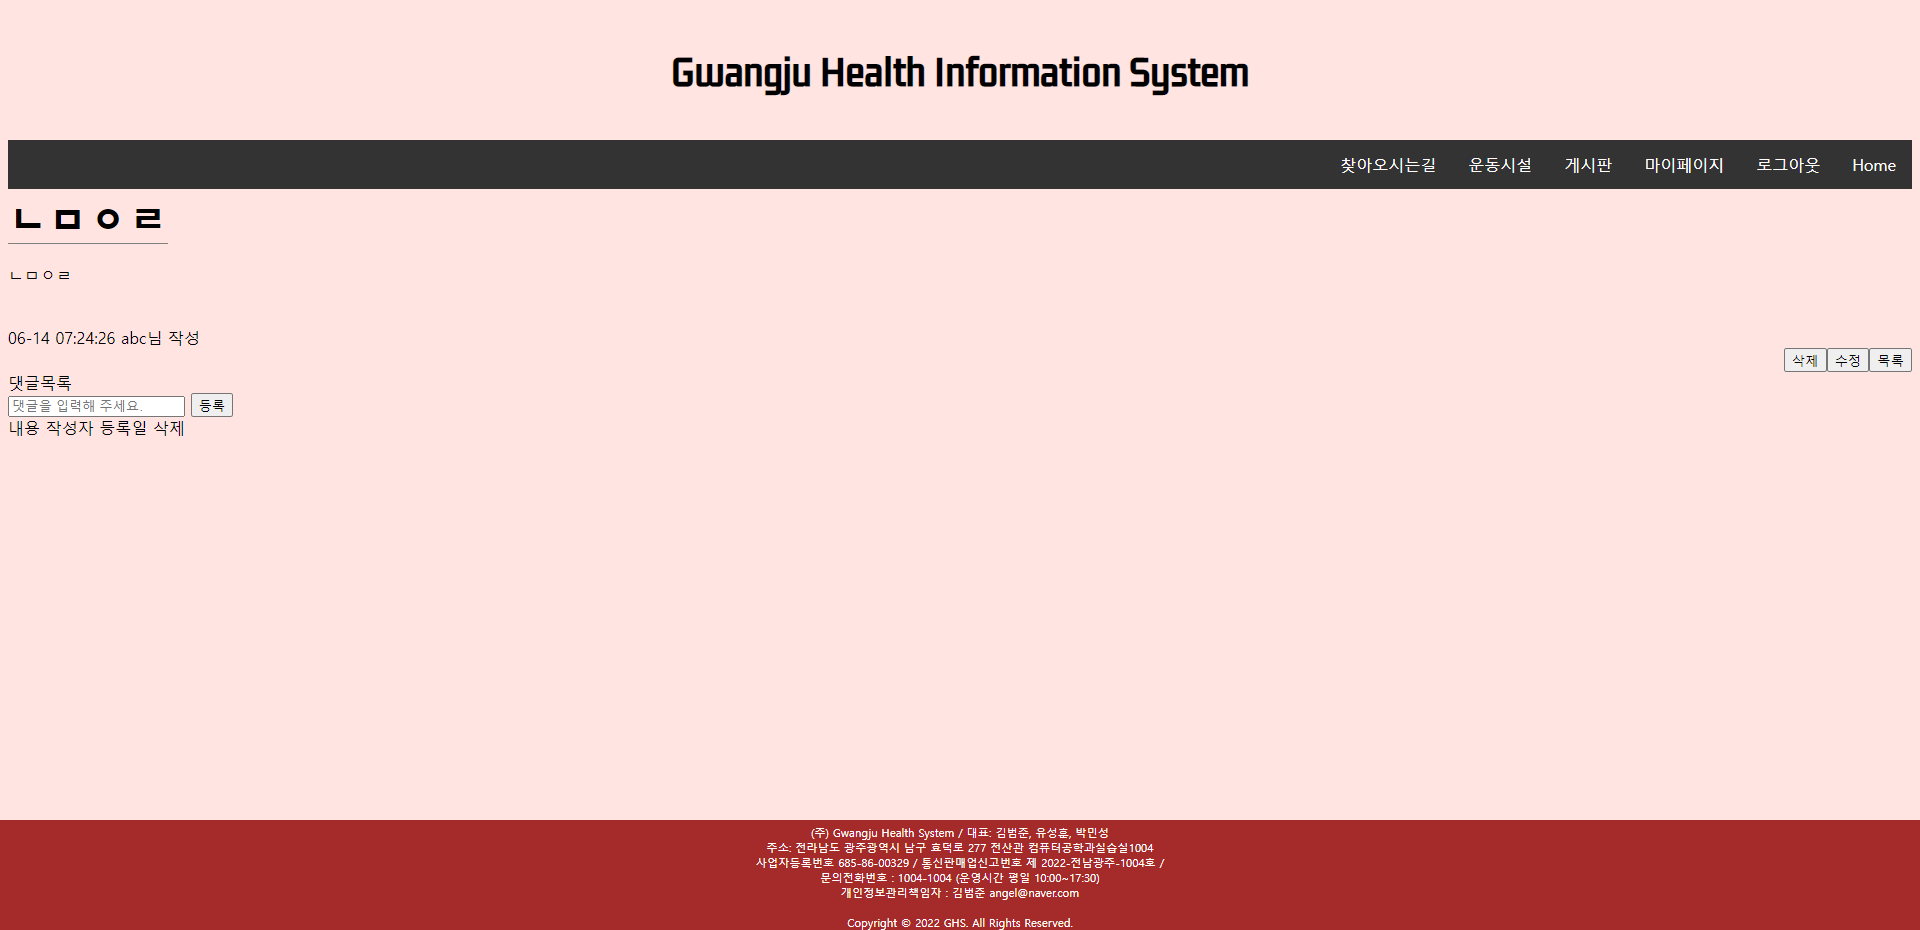 Gwangju Health Information System
찾아오시는길 운동시설 게시판 마이페이지 로그아웃 Home
ㄴㅁㅇㄹ
ㄴㅁㅇㄹ
06-14 07:24:26 abc님 작성
삭제 수정 목록
댓글목록
댓글을 입력해 주세요. 등록
내용 작성자 등록일 삭제
(주) Gwangju Health System / 대표: 김범준, 유성훈, 박민성
주소: 전라남도 광주광역시 남구 효덕로 277 전산관 컴퓨터공학과실습실1004
사업자등록번호 685-86-00329 / 통신판매업신고번호 제 2022-전남광주-1004호 /
문의전화번호 : 1004-1004 (운영시간 평일 10:00~17:30)
개인정보관리책임자 : 김범준 angel@naver.com
Copyright © 2022 GHS. All Rights Reserved.